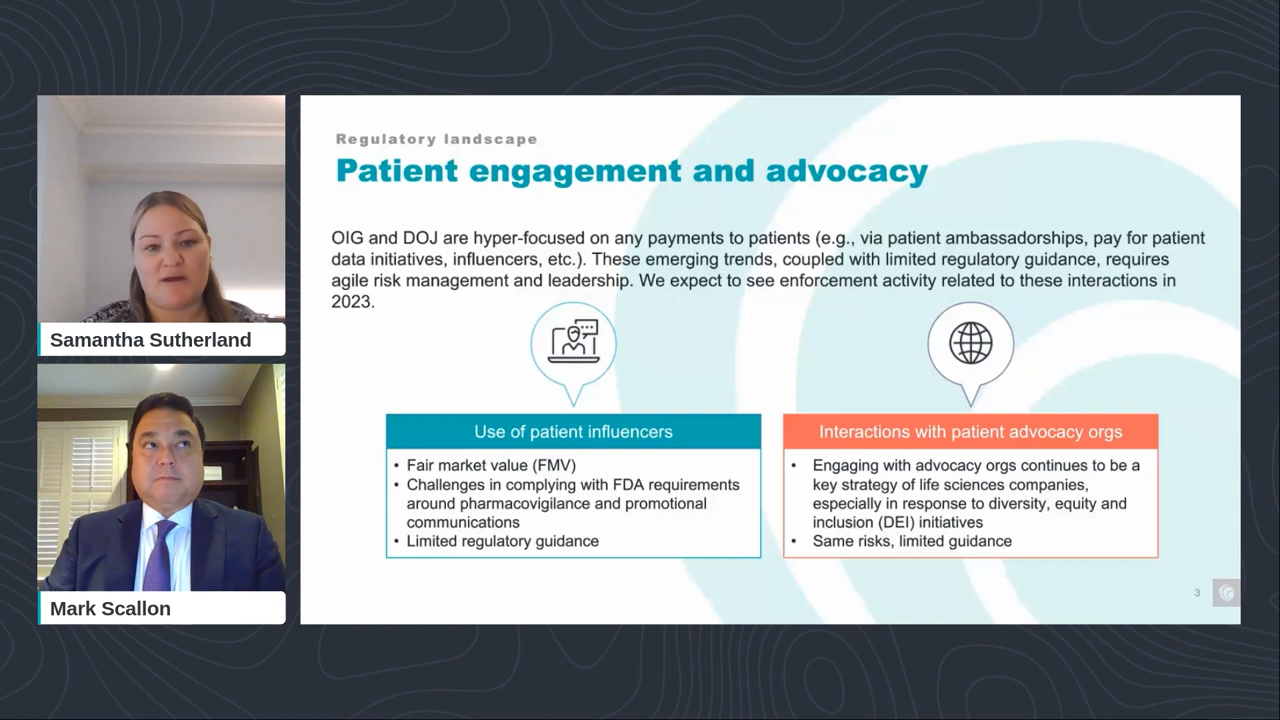 Samantha Sutherland
Mark Scallon
Regulatory landscape
Patient engagement and advocacy
OIG and DOJ are hyper-focused on any payments to patients (e.g., via patient ambassadorships, pay for patient
data initiatives, influencers, etc.). These emerging trends, coupled with limited regulatory guidance, requires
agile risk management and leadership. We expect to see enforcement activity related to these interactions in
2023.
Use of patient influencers
• Fair market value (FMV)
• Challenges in complying with FDA requirements
around pharmacovigilance and promotional
communications
• Limited regulatory guidance
Interactions with patient advocacy orgs
• Engaging with advocacy orgs continues to be a
key strategy of life sciences companies,
especially in response to diversity, equity and
inclusion (DEI) initiatives
• Same risks, limited guidance
3